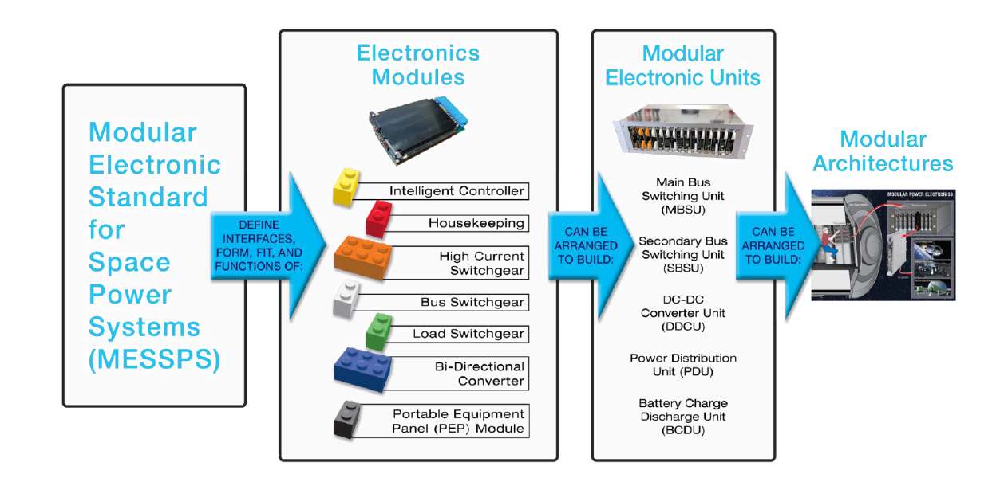 Modular
Electronic
Standard
for
Space
Power
Systems
(MESSPS)
DEFINE
INTERFACES,
FORM, FIT, AND
FUNCTIONS OF:
Electronics
Modules
Intelligent Controller
Housekeeping
High Current
Switchgear
Bus Switchgear
Load Switchgear
Bi-Directional
Converter
Portable Equipment
Panel (PEP) Module
CAN BE
ARRANGED
TO BUILD:
Modular
Electronic Units
Main Bus
Switching Unit
(MBSU)
Secondary Bus
Switching Unit
(SBSU)
DC-DC
Converter Unit
(DDCU)
Power Distribution
Unit (PDU)
Battery Charge
Discharge Unit
(BCDU)
CAN BE
ARRANGED
TO BUILD:
Modular
Architectures
MODULAR POWER ELECTRONICS